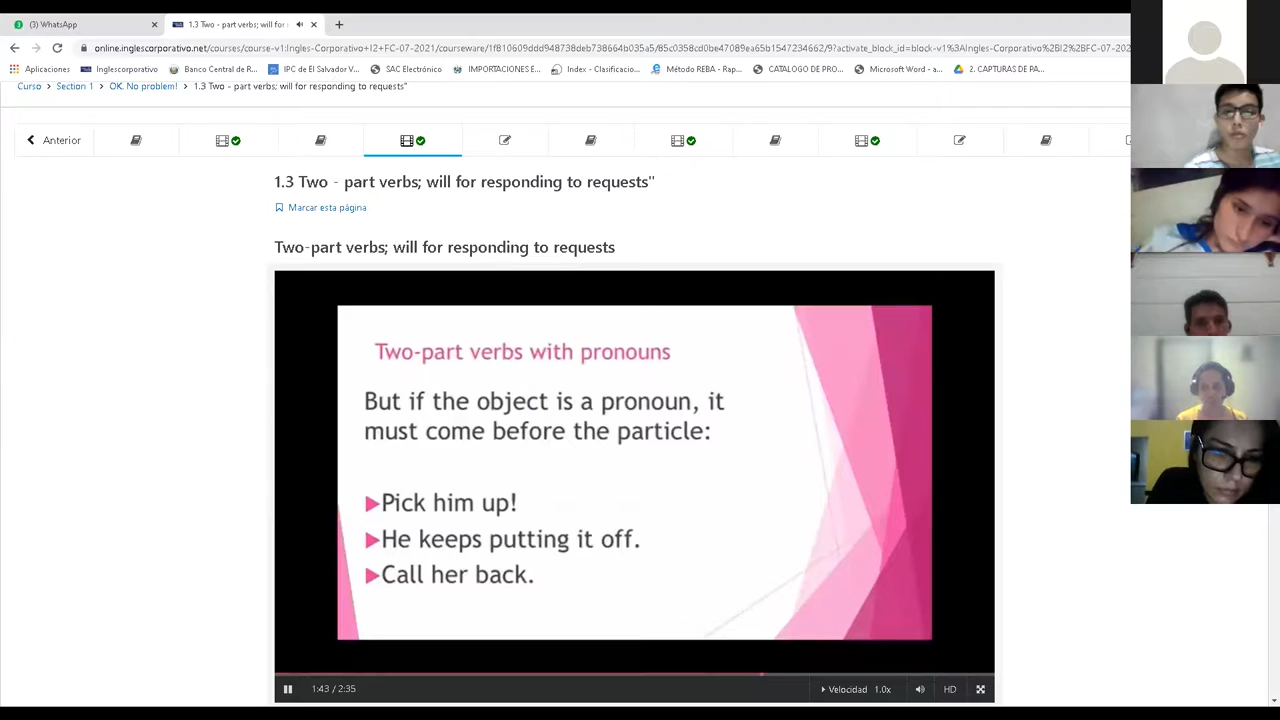 (3) WhatsApp
1.3 Two - part verbs; will for
online.inglescorporativo.net/courses/course-v1:Ingles-Corporativo+I2+FC-07-2021/courseware/1f810609ddd948738deb738664b035a5/85c0358cd0be47089ea65b1547234662/9?activate_block_id=block-v1%3AIngles-Corporativo%2BI2%2BFC-07-202
Aplicaciones
Inglescorporativo
Banco Central de R...
IPC de El Salvador V...
SAC Electrónico
IMPORTACIONES E...
Index - Clasificacio...
Método REBA - Rap...
CATALOGO DE PRO...
Microsoft Word - a...
2. CAPTURAS DE PA...
Curso > Section 1 > OK. No problem! > 1.3 Two - part verbs; will for responding to requests"
Anterior
1.3 Two - part verbs; will for responding to requests"
Marcar esta página
Two-part verbs; will for responding to requests
Two-part verbs with pronouns
But if the object is a pronoun, it
must come before the particle:
Pick him up!
He keeps putting it off.
Call her back.
1:43 / 2:35
Velocidad 1.0x
HD